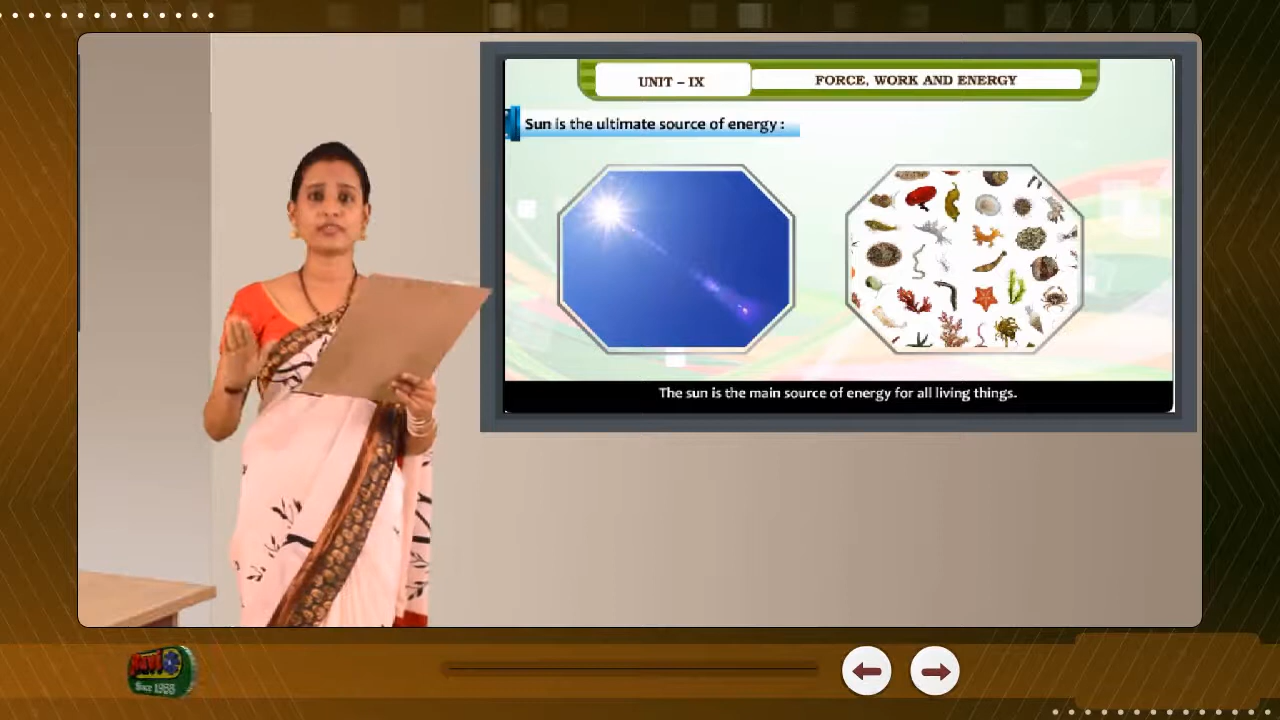 UNIT – IX
FORCE, WORK AND ENERGY
Sun is the ultimate source of energy :
The sun is the main source of energy for all living things.
Since 1968